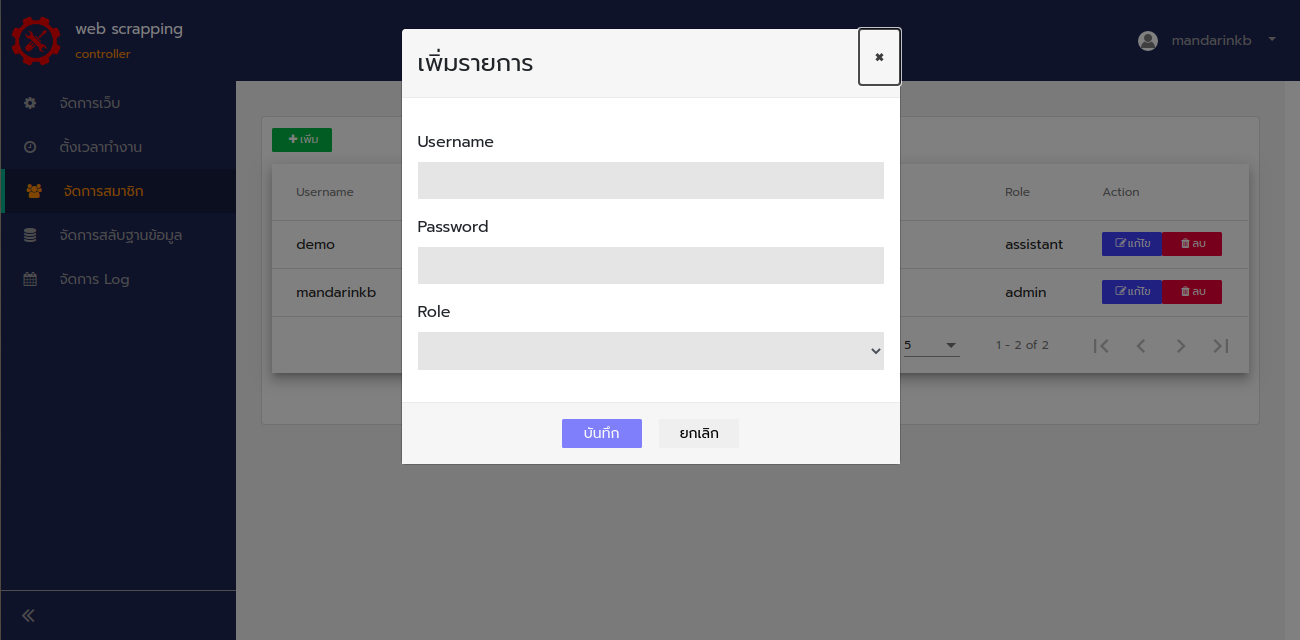 web scrapping
controller
mandarinkb
จัดการเว็บ
ตั้งเวลาทำงาน
จัดการสมาชิก
จัดการสลับฐานข้อมูล
จัดการ Log
เพิ่ม
Username
Role
Action
demo
assistant
แก้ไข
ลบ
mandarinkb
admin
แก้ไข
ลบ
5
1 - 2 of 2
เพิ่มรายการ
Username
Password
Role
บันทึก
ยกเลิก